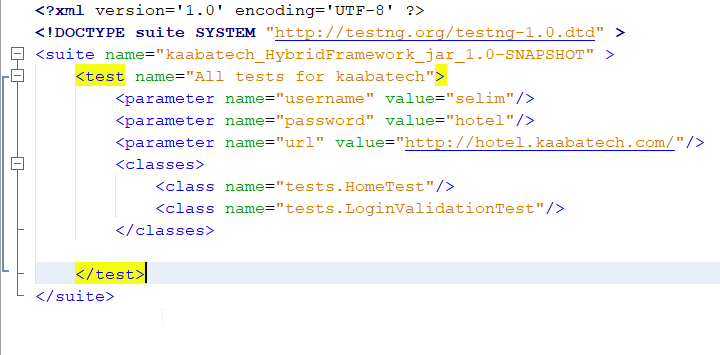 <?xml version='1.0' encoding='UTF-8' ?>
<!DOCTYPE suite SYSTEM "http://testng.org/testng-1.0.dtd" >
<suite name="kaabatech_HybridFramework_jar_1.0-SNAPSHOT" >
    <test name="All tests for kaabatech">
        <parameter name="username" value="selim"/>
        <parameter name="password" value="hotel"/>
        <parameter name="url" value="http://hotel.kaabatech.com/"/>
        <classes>
            <class name="tests.HomeTest"/>
            <class name="tests.LoginValidationTest"/>
        </classes>

    </test>
</suite>